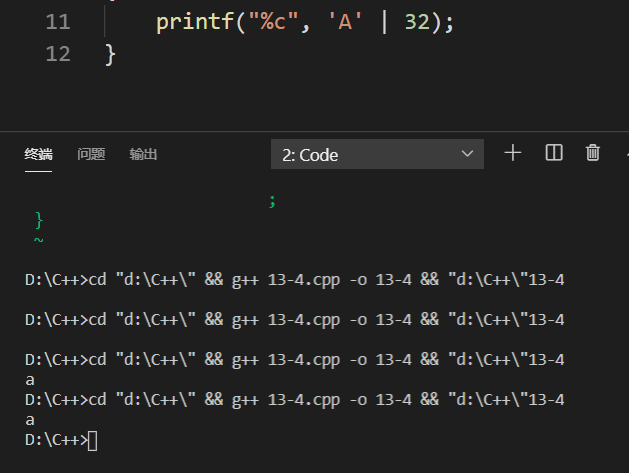 11 printf("%c", 'A' | 32);
12 }
终端 问题 输出 2: Code
;
}
~
D:\C++>cd "d:\C++\" && g++ 13-4.cpp -o 13-4 && "d:\C++\"13-4
D:\C++>cd "d:\C++\" && g++ 13-4.cpp -o 13-4 && "d:\C++\"13-4
D:\C++>cd "d:\C++\" && g++ 13-4.cpp -o 13-4 && "d:\C++\"13-4
a
D:\C++>cd "d:\C++\" && g++ 13-4.cpp -o 13-4 && "d:\C++\"13-4
a
D:\C++>